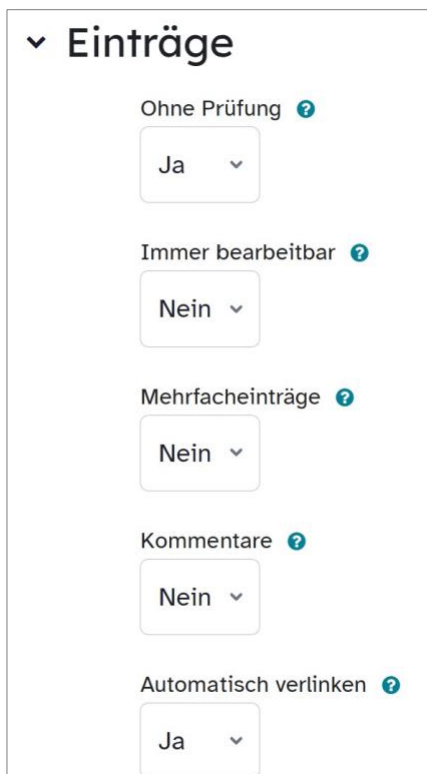 Einträge
Ohne Prüfung
Ja
Immer bearbeitbar
Nein
Mehrfacheinträge
Nein
Kommentare
Nein
Automatisch verlinken
Ja